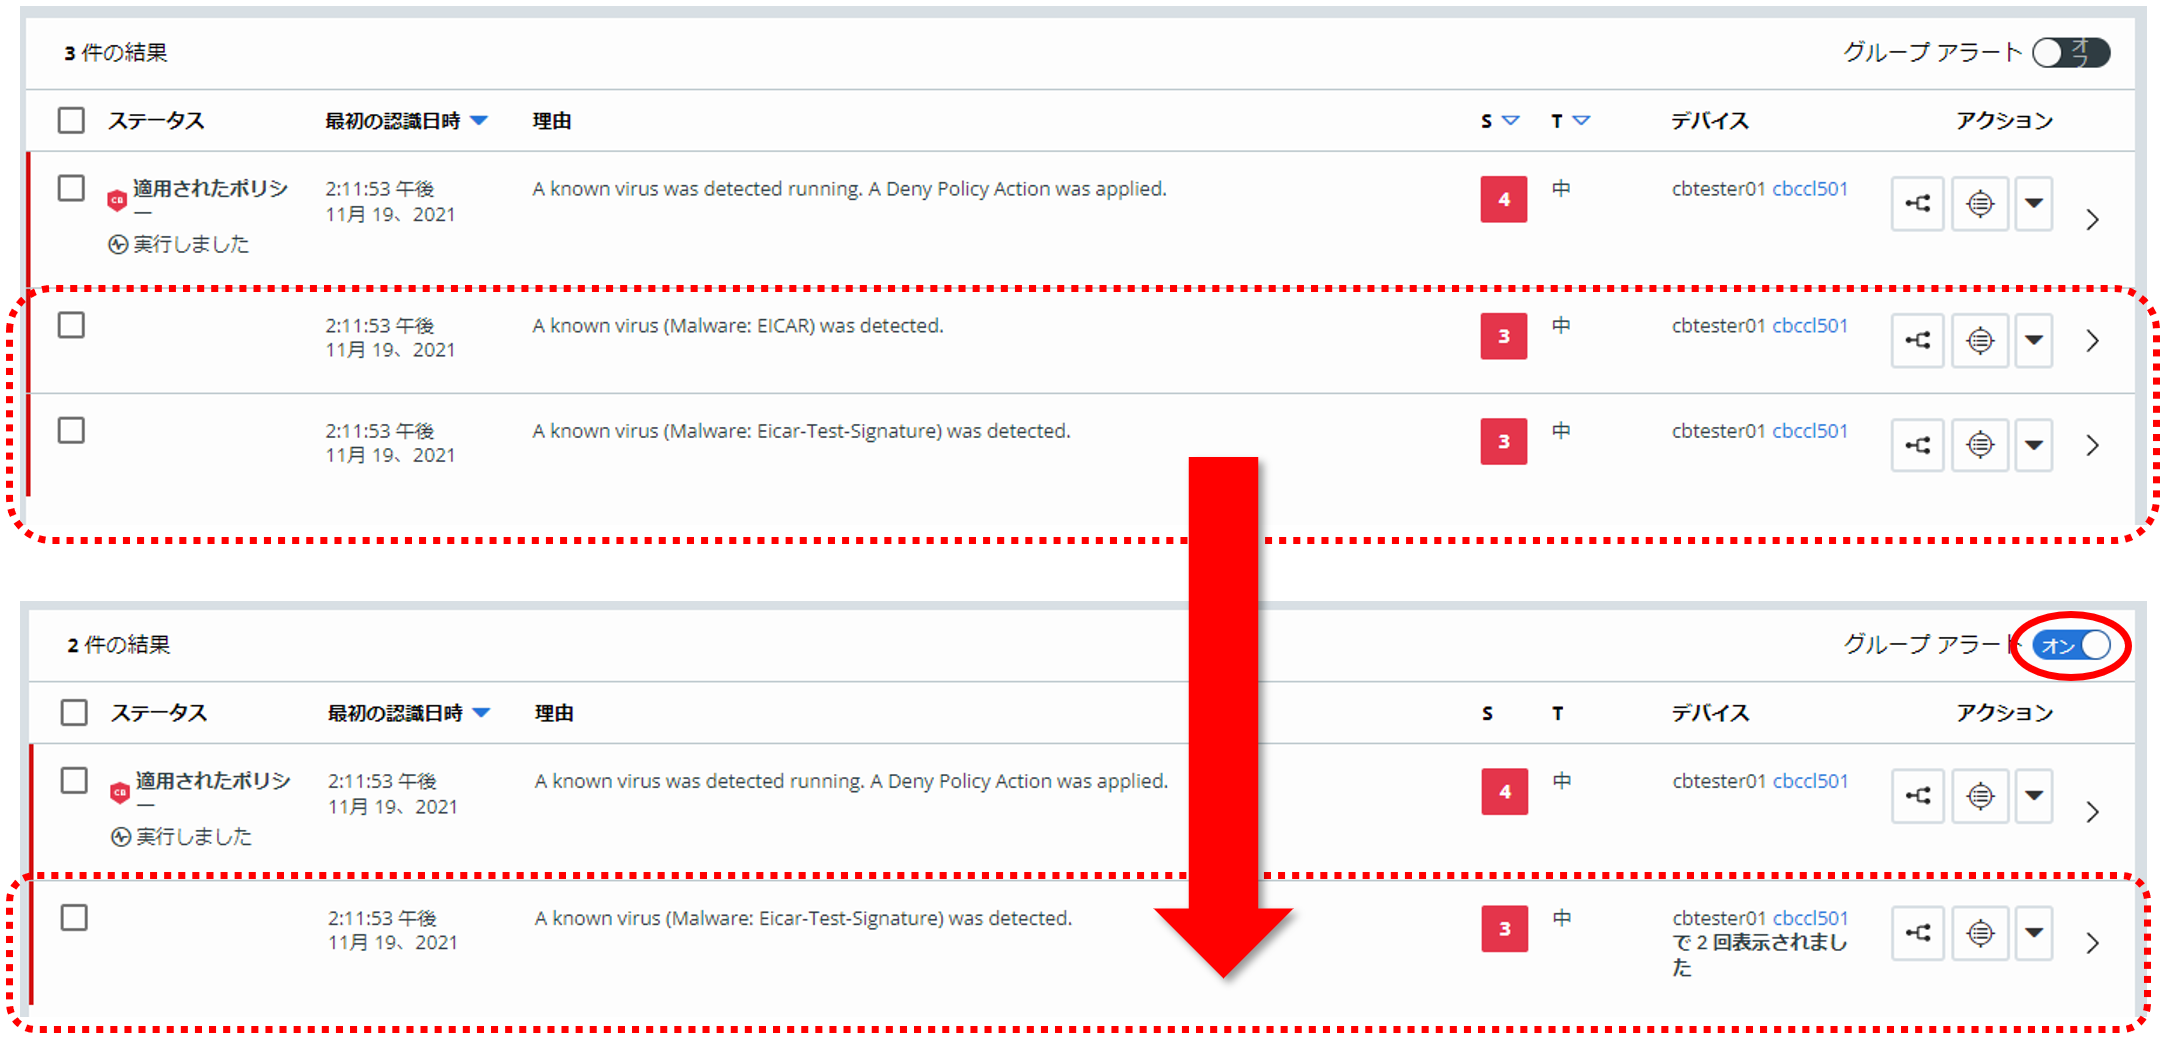 3 件の結果
グループ アラート オフ
ステータス 最初の認識日時 理由 S T デバイス アクション
適用されたポリシー 2:11:53 午後 A known virus was detected running. A Deny Policy Action was applied. 4 中 cbtester01 cbccl501
11月 19、2021
実行しました
2:11:53 午後 A known virus (Malware: EICAR) was detected. 3 中 cbtester01 cbccl501
11月 19、2021
2:11:53 午後 A known virus (Malware: Eicar-Test-Signature) was detected. 3 中 cbtester01 cbccl501
11月 19、2021
2 件の結果
グループ アラート オン
ステータス 最初の認識日時 理由 S T デバイス アクション
適用されたポリシー 2:11:53 午後 A known virus was detected running. A Deny Policy Action was applied. 4 中 cbtester01 cbccl501
11月 19、2021
実行しました
2:11:53 午後 A known virus (Malware: Eicar-Test-Signature) was detected. 3 中 cbtester01 cbccl501
11月 19、2021 で 2 回表示されまし
た